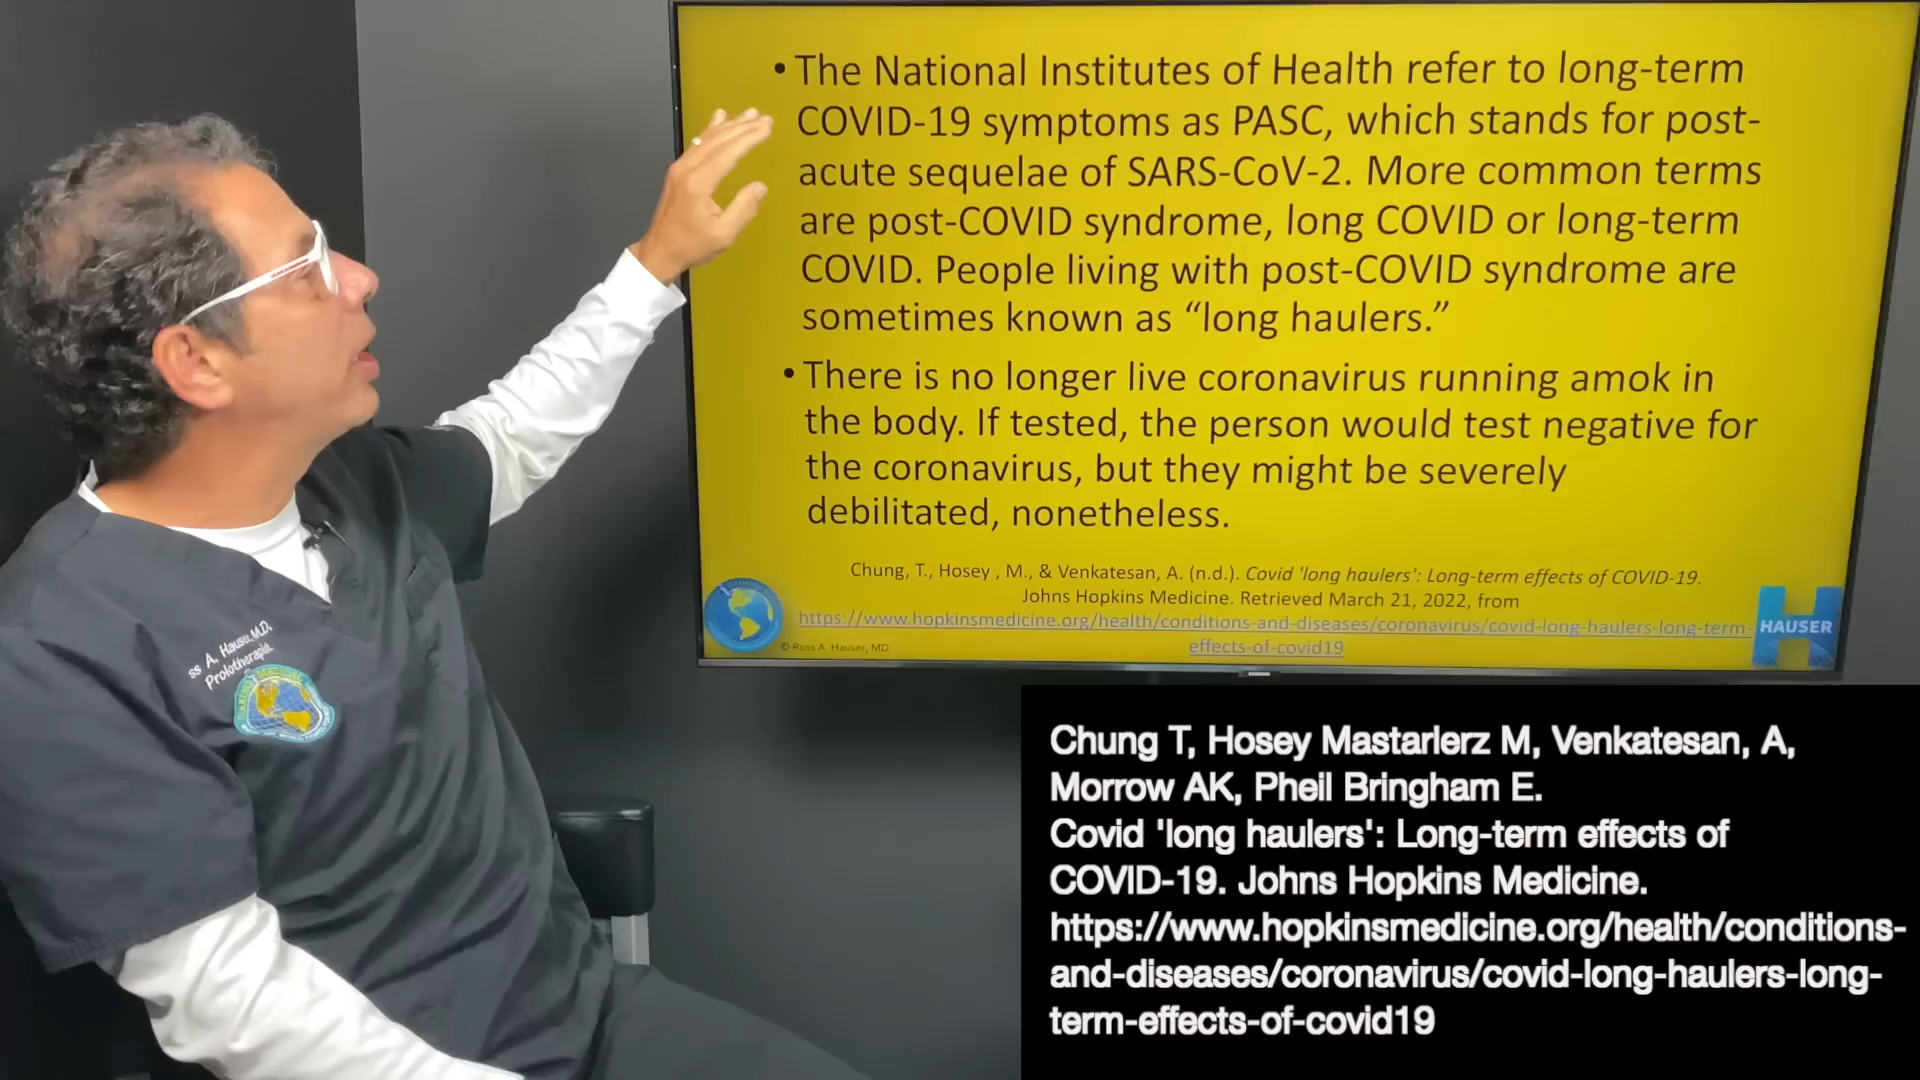 • The National Institutes of Health refer to long-term
COVID-19 symptoms as PASC, which stands for post-
acute sequelae of SARS-CoV-2. More common terms
are post-COVID syndrome, long COVID or long-term
COVID. People living with post-COVID syndrome are
sometimes known as “long haulers.”
• There is no longer live coronavirus running amok in
the body. If tested, the person would test negative for
the coronavirus, but they might be severely
debilitated, nonetheless.
Chung, T., Hosey , M., & Venkatesan, A. (n.d.). Covid 'long haulers': Long-term effects of COVID-19.
Johns Hopkins Medicine. Retrieved March 21, 2022, from
https://www.hopkinsmedicine.org/health/conditions-and-diseases/coronavirus/covid-long-haulers-long-term-
effects-of-covid19
© Ross A. Hauser, MD
HAUSER
ss A. Hauser, M.D.
Prolotherapist
Chung T, Hosey Mastarlerz M, Venkatesan, A,
Morrow AK, Pheil Bringham E.
Covid 'long haulers': Long-term effects of
COVID-19. Johns Hopkins Medicine.
https://www.hopkinsmedicine.org/health/conditions-
and-diseases/coronavirus/covid-long-haulers-long-
term-effects-of-covid19